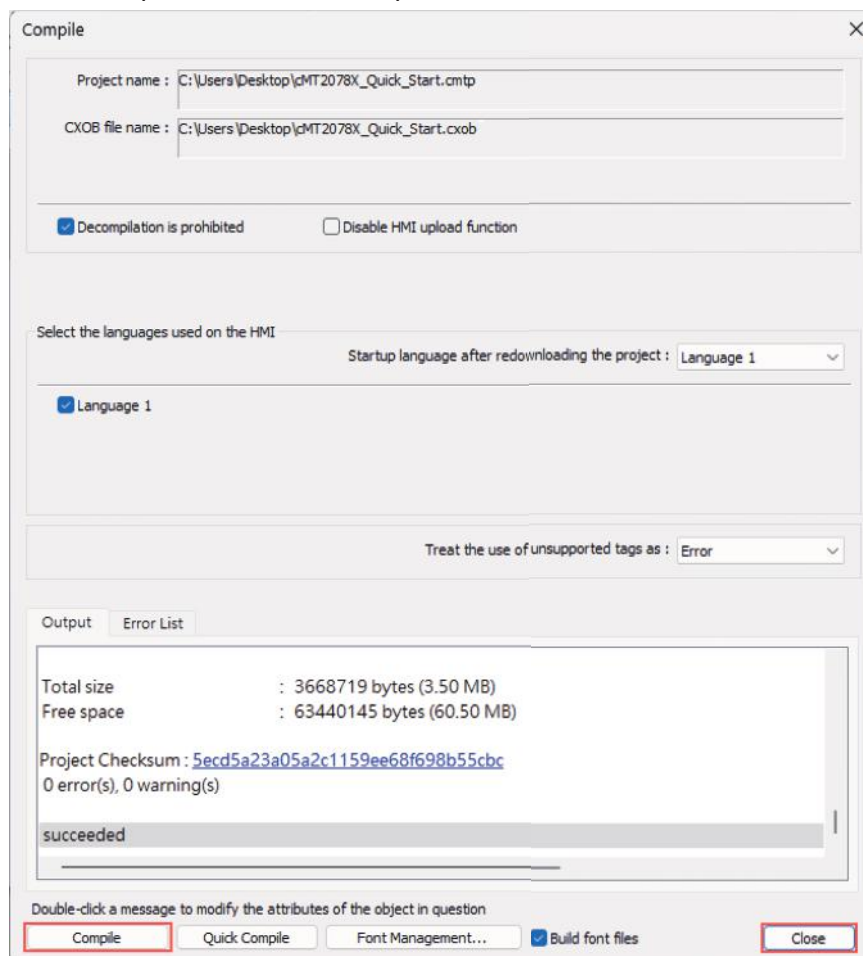 Compile
Project name : C:\Users\Desktop\cMT2078X_Quick_Start.cmtp
CXOB file name : C:\Users\Desktop\cMT2078X_Quick_Start.cxob
Decompilation is prohibited Disable HMI upload function
Select the languages used on the HMI
Startup language after redownloading the project : Language 1
Language 1
Treat the use of unsupported tags as : Error
Output Error List
Total size : 3668719 bytes (3.50 MB)
Free space : 63440145 bytes (60.50 MB)
Project Checksum : 5ecd5a23a05a2c1159ee68f698b55cbc
0 error(s), 0 warning(s)
succeeded
Double-click a message to modify the attributes of the object in question
Compile Quick Compile Font Management... Build font files Close